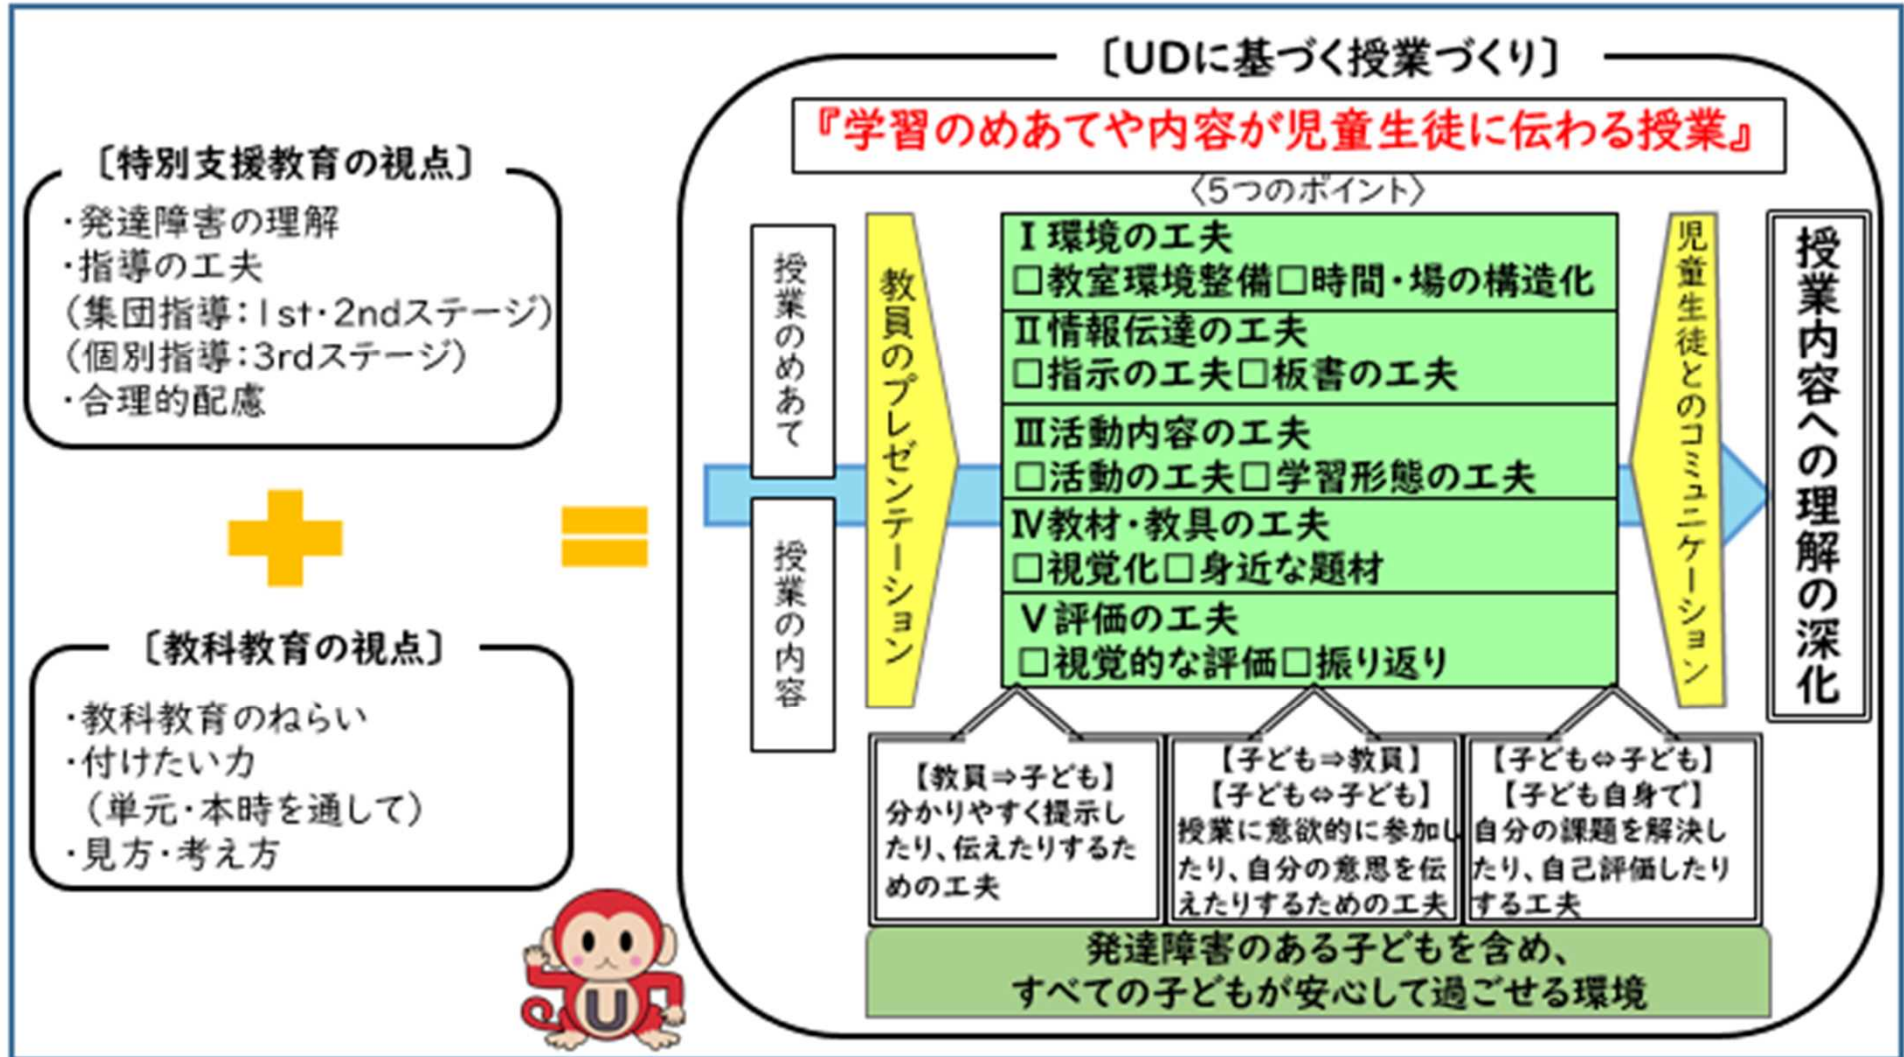 〔特別支援教育の視点〕
・発達障害の理解
・指導の工夫
(集団指導:1st・2ndステージ)
(個別指導:3rdステージ)
・合理的配慮
〔教科教育の視点〕
・教科教育のねらい
・付けたい力
(単元・本時を通して)
・見方・考え方
U
〔UDに基づく授業づくり〕
『学習のめあてや内容が児童生徒に伝わる授業』
〈5つのポイント〉
授業のめあて
授業の内容
教員のプレゼンテーション
Ⅰ環境の工夫
□教室環境整備□時間・場の構造化
Ⅱ情報伝達の工夫
□指示の工夫□板書の工夫
Ⅲ活動内容の工夫
□活動の工夫□学習形態の工夫
Ⅳ教材・教具の工夫
□視覚化□身近な題材
Ⅴ評価の工夫
□視覚的な評価□振り返り
児童生徒とのコミュニケーション
授業内容への理解の深化
【教員⇒子ども】
分かりやすく提示し
たり、伝えたりするた
めの工夫
【子ども⇒教員】
【子ども⇔子ども】
授業に意欲的に参加し
たり、自分の意思を伝
えたりするための工夫
【子ども⇔子ども】
【子ども自身で】
自分の課題を解決し
たり、自己評価したり
する工夫
発達障害のある子どもを含め、
すべての子どもが安心して過ごせる環境